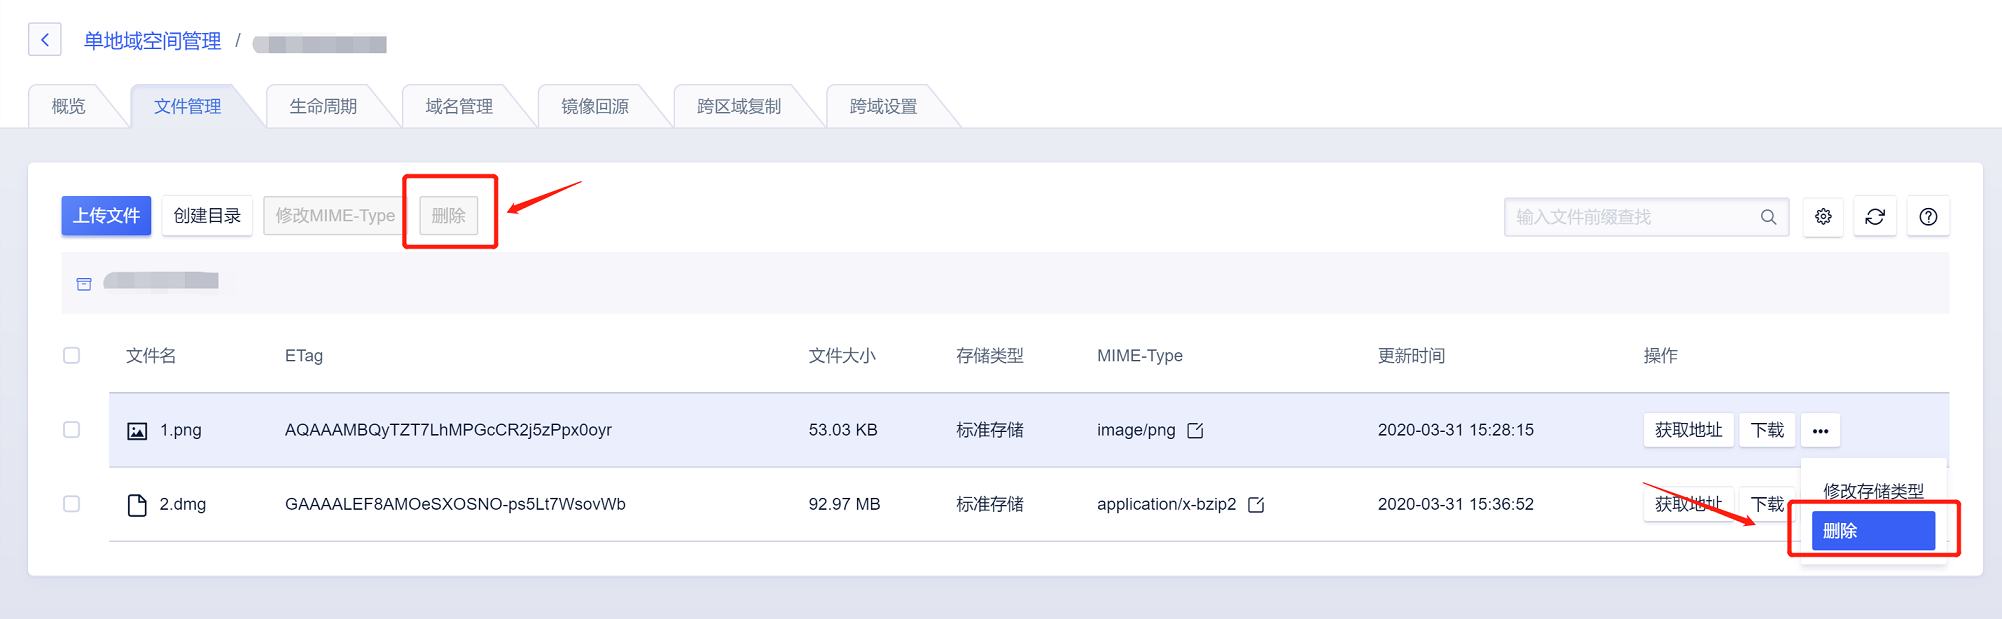 单地域空间管理 /
概览 文件管理 生命周期 域名管理 镜像回源 跨区域复制 跨域设置
上传文件 创建目录 修改MIME-Type 删除 输入文件前缀查找
文件名 ETag 文件大小 存储类型 MIME-Type 更新时间 操作
1.png AQAAAMBQyTZT7LhMPGcCR2j5zPpx0oyr 53.03 KB 标准存储 image/png 2020-03-31 15:28:15 获取地址 下载 •••
修改存储类型
2.dmg GAAAALEF8AMOeSXOSNO-ps5Lt7WsovWb 92.97 MB 标准存储 application/x-bzip2 2020-03-31 15:36:52 获取地址 下载
删除